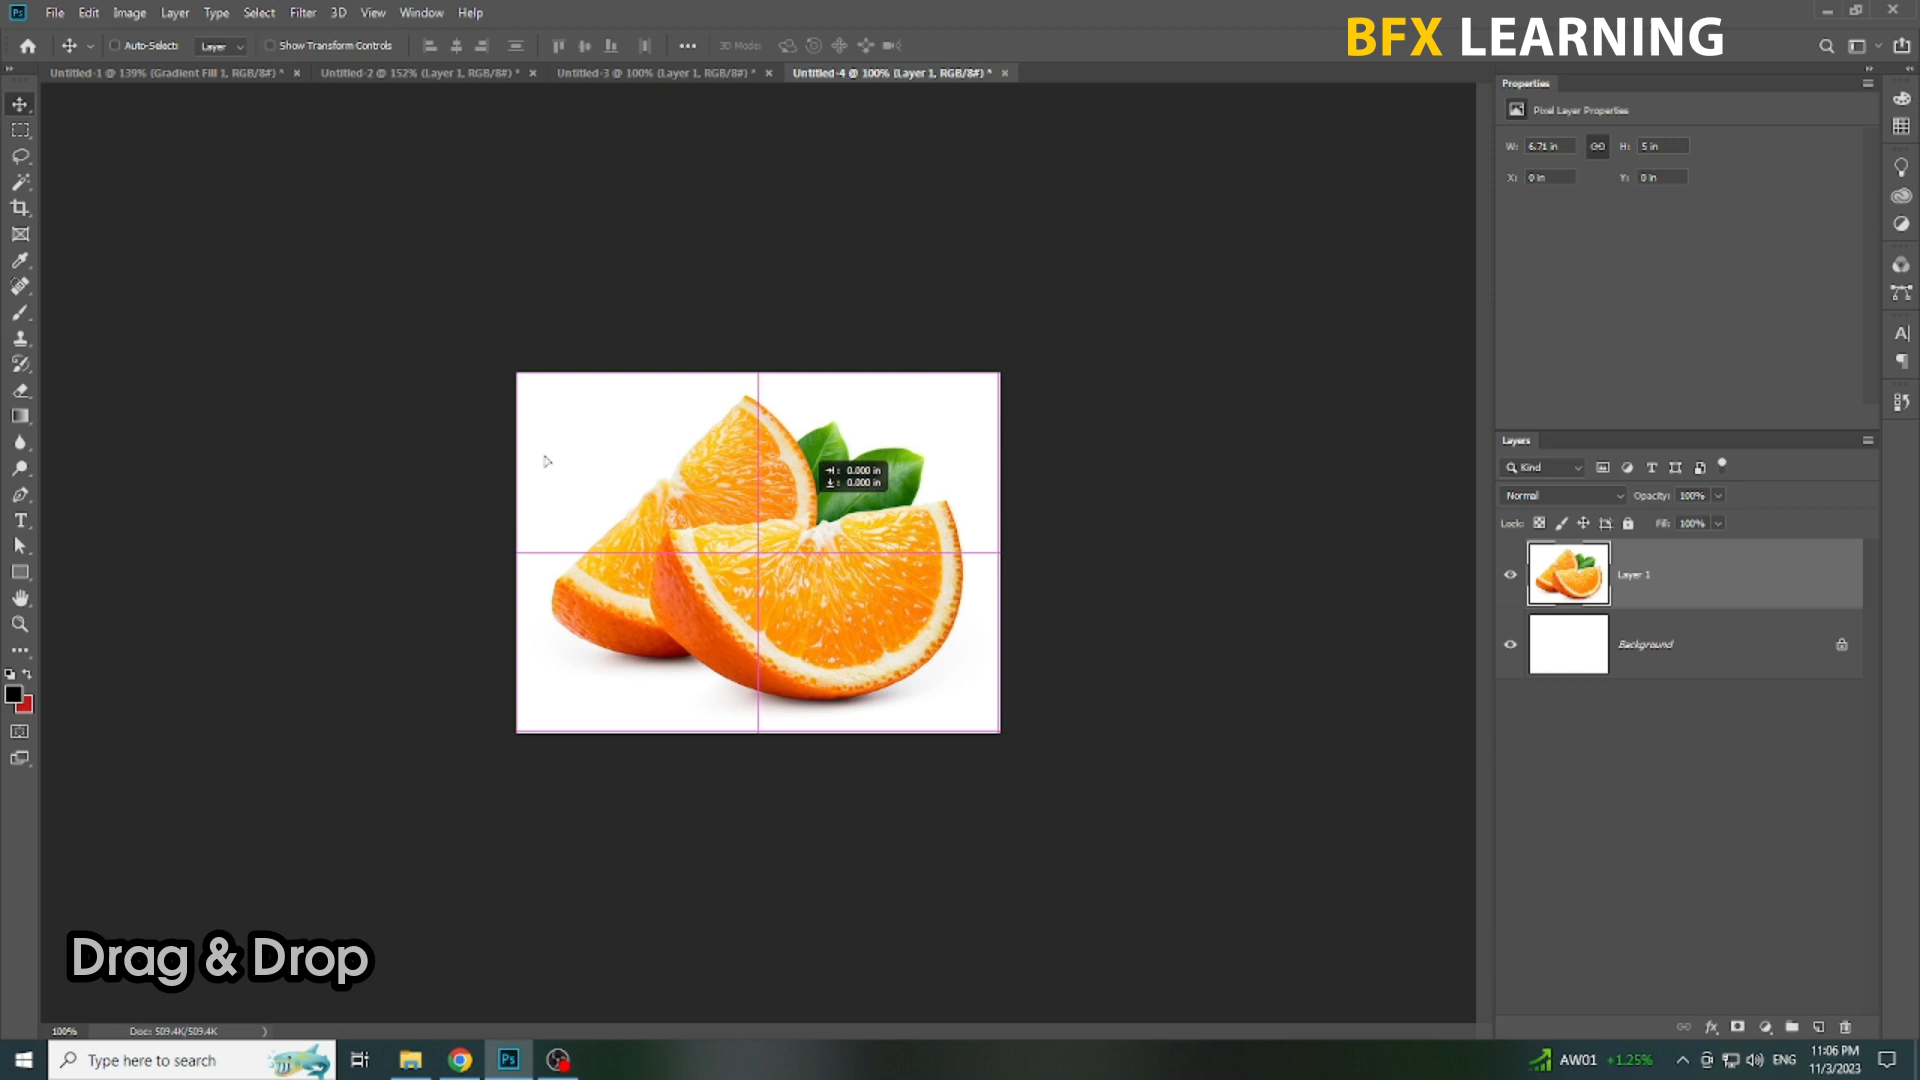 Ps File Edit Image Layer Type Select Filter 3D View Window Help
BFX LEARNING
Auto-Select: Layer Show Transform Controls 3D Mode:
Untitled-1 @ 139% (Gradient Fill 1, RGB/8#) * × Untitled-2 @ 152% (Layer 1, RGB/8#) * × Untitled-3 @ 100% (Layer 1, RGB/8#) * × Untitled-4 @ 100% (Layer 1, RGB/8#) * ×
Properties
Pixel Layer Properties
W: 6.71 in H: 5 in
X: 0 in Y: 0 in
0.000 in
0.000 in
Layers
Kind
Normal Opacity: 100%
Lock: Fill: 100%
Layer 1
Background
Drag & Drop
100% Doc: 509.4K/509.4K
Type here to search
Ps
AW01 +1.25% ENG
11:06 PM
11/3/2023